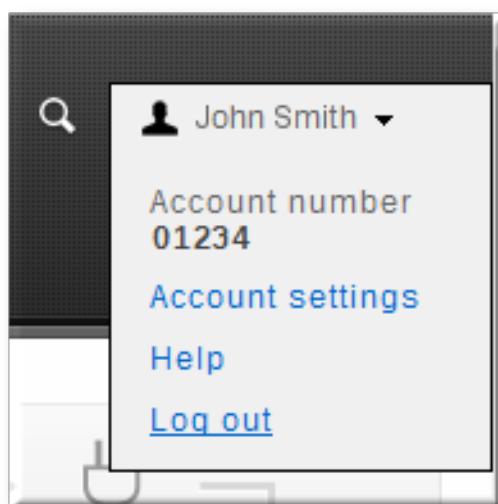 John Smith
Account number
01234
Account settings
Help
Log out